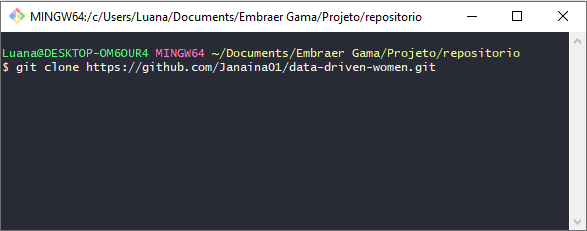 MINGW64:/c/Users/Luana/Documents/Embraer Gama/Projeto/repositorio
Luana@DESKTOP-OM6OUR4 MINGW64 ~/Documents/Embraer Gama/Projeto/repositorio
$ git clone https://github.com/Janaina01/data-driven-women.git